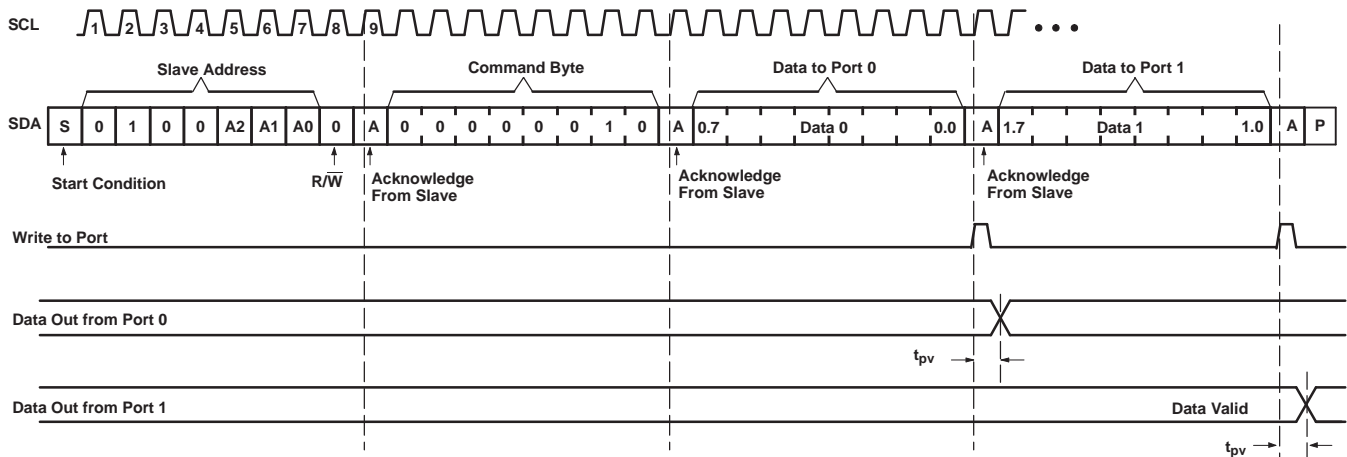 SCL 1 2 3 4 5 6 7 8 9 • • •
Slave Address Command Byte Data to Port 0 Data to Port 1
SDA S 0 1 0 0 A2 A1 A0 0 A 0 0 0 0 0 0 1 0 A 0.7 Data 0 0.0 A 1.7 Data 1 1.0 A P
Start Condition R/W̅ Acknowledge From Slave Acknowledge From Slave Acknowledge From Slave
Write to Port
Data Out from Port 0
tpv
Data Out from Port 1 Data Valid
tpv